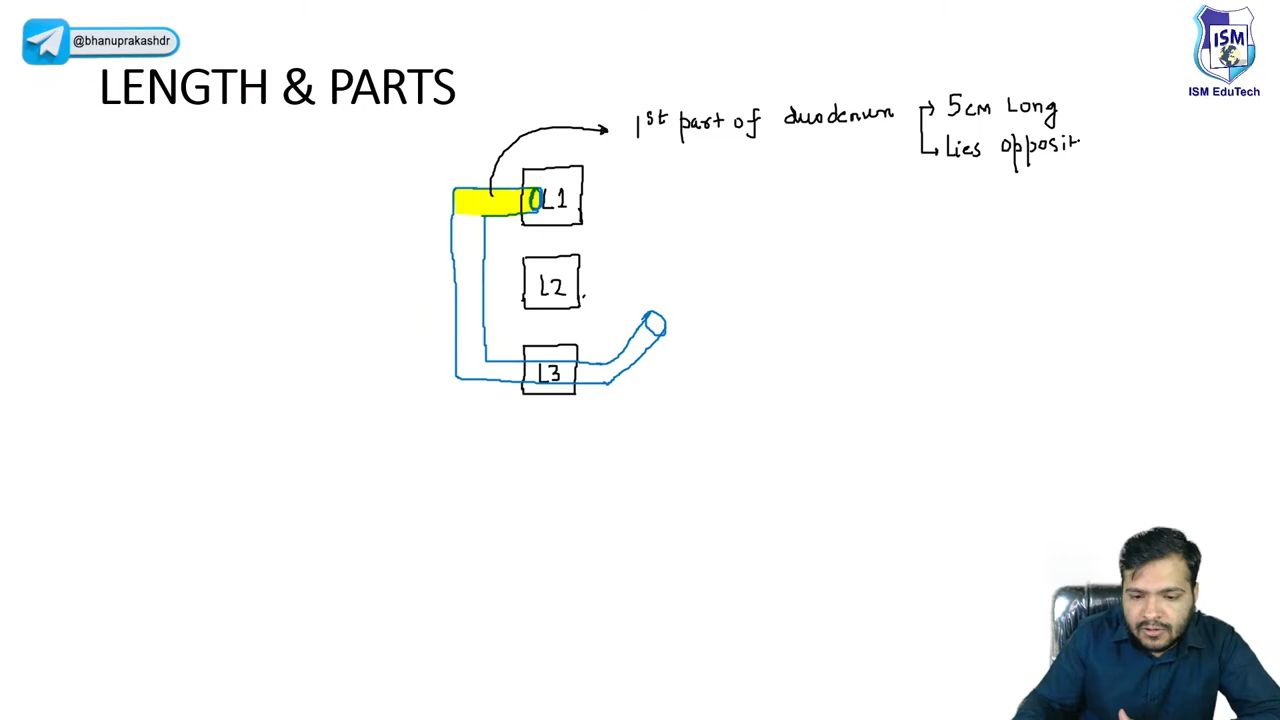 @bhanuprakashdr
ISM
ISM EduTech
LENGTH & PARTS
1st part of duodenum
5cm Long
Lies opposit
L1
L2
L3